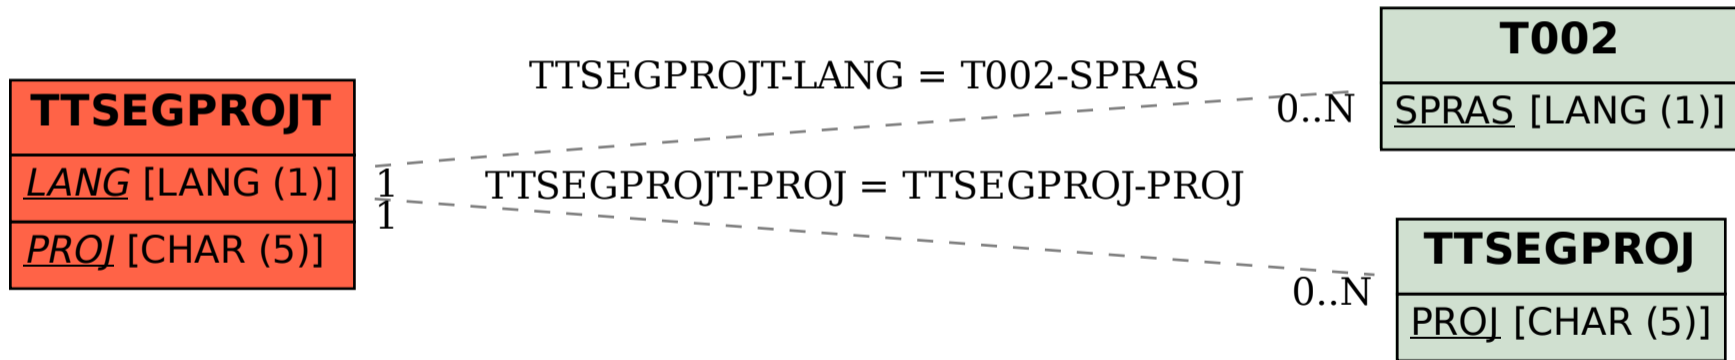 TTSEGPROJT
LANG [LANG (1)]
PROJ [CHAR (5)]
TTSEGPROJT-LANG = T002-SPRAS
1
0..N
TTSEGPROJT-PROJ = TTSEGPROJ-PROJ
1
0..N
T002
SPRAS [LANG (1)]
TTSEGPROJ
PROJ [CHAR (5)]